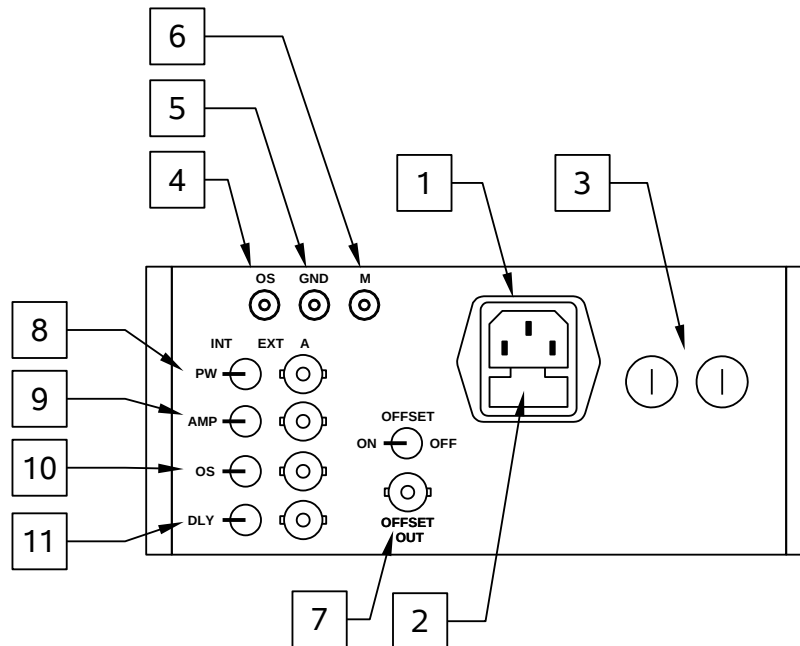 6
5
4
1
3
OS GND M
8
INT EXT A
PW
9
AMP
OFFSET
ON OFF
10
OS
11
DLY
OFFSET
OUT
7
2